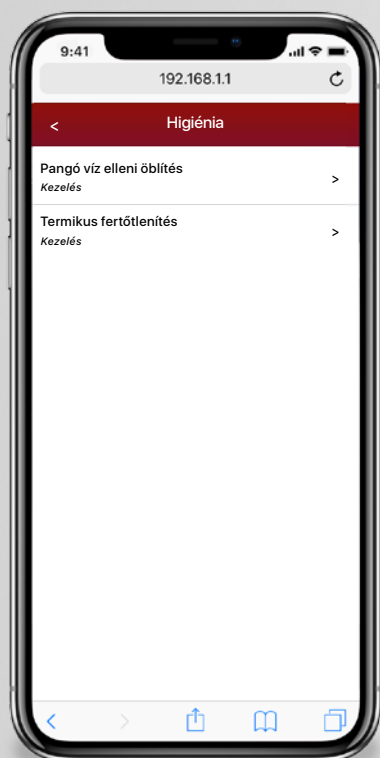 9:41
192.168.1.1
< Higiénia
Pangó víz elleni öblítés
Kezelés
>
Termikus fertőtlenítés
Kezelés
>